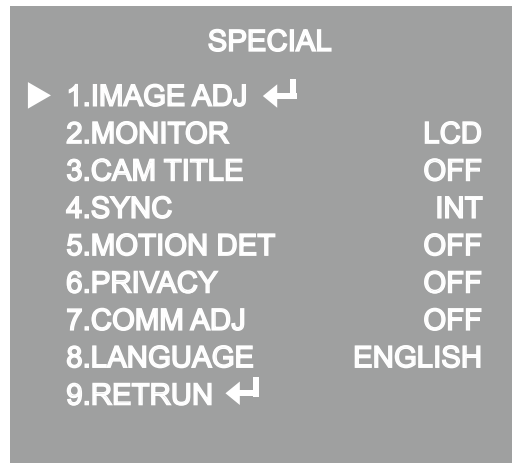 SPECIAL
1.IMAGE ADJ ↵
2.MONITOR LCD
3.CAM TITLE OFF
4.SYNC INT
5.MOTION DET OFF
6.PRIVACY OFF
7.COMM ADJ OFF
8.LANGUAGE ENGLISH
9.RETRUN ↵